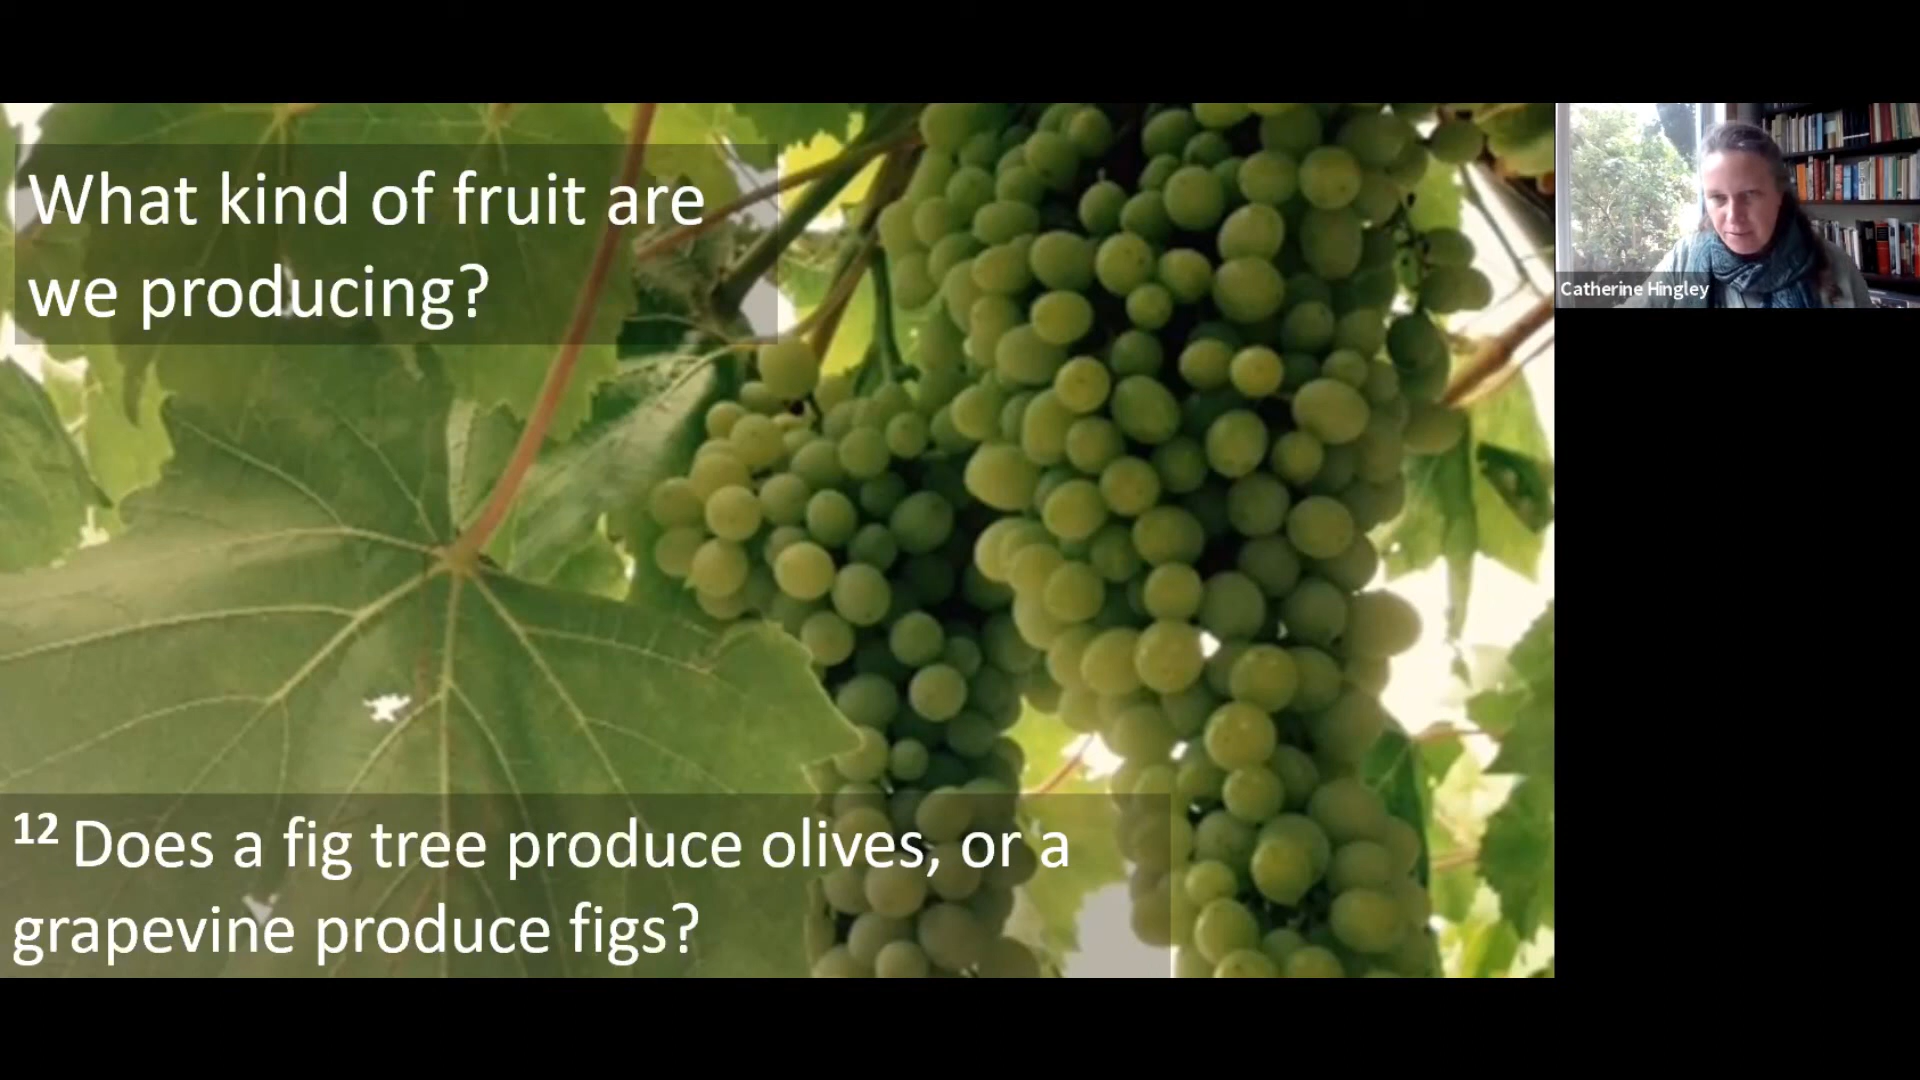 What kind of fruit are
we producing?
Catherine Hingley
12 Does a fig tree produce olives, or a
grapevine produce figs?